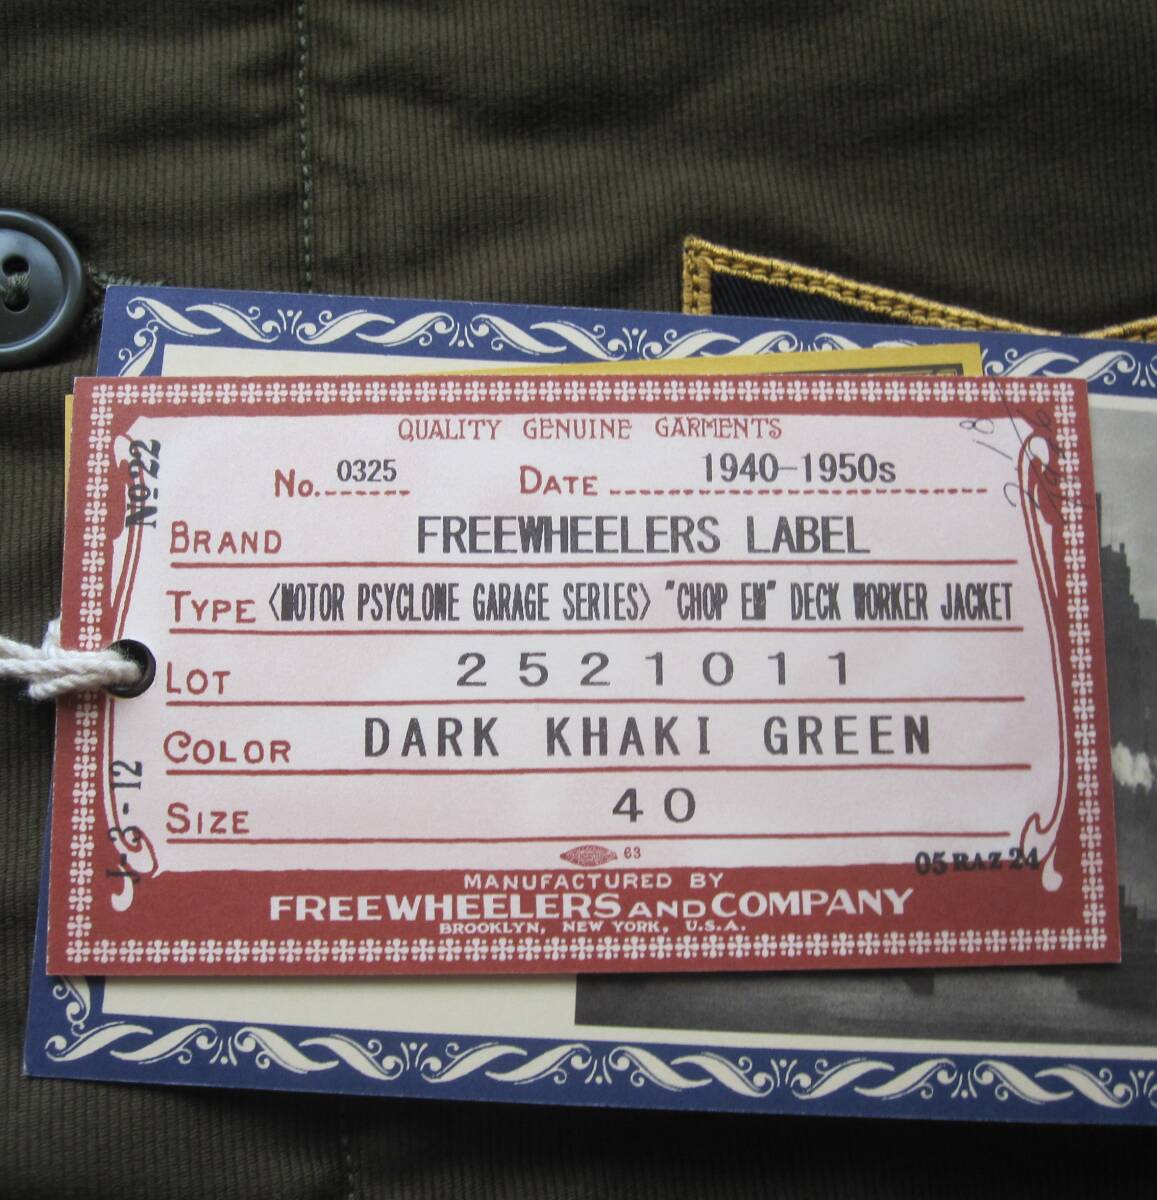 QUALITY GENUINE GARMENTS
No. 0325 DATE 1940-1950s
BRAND FREEWHEELERS LABEL
TYPE 〈MOTOR PSYCLONE GARAGE SERIES〉 "CHOP EM" DECK WORKER JACKET
LOT 2521011
COLOR DARK KHAKI GREEN
SIZE 40
63
05 RAZ 24
MANUFACTURED BY
FREEWHEELERS AND COMPANY
BROOKLYN, NEW YORK, U.S.A.
No 22
1-3-12